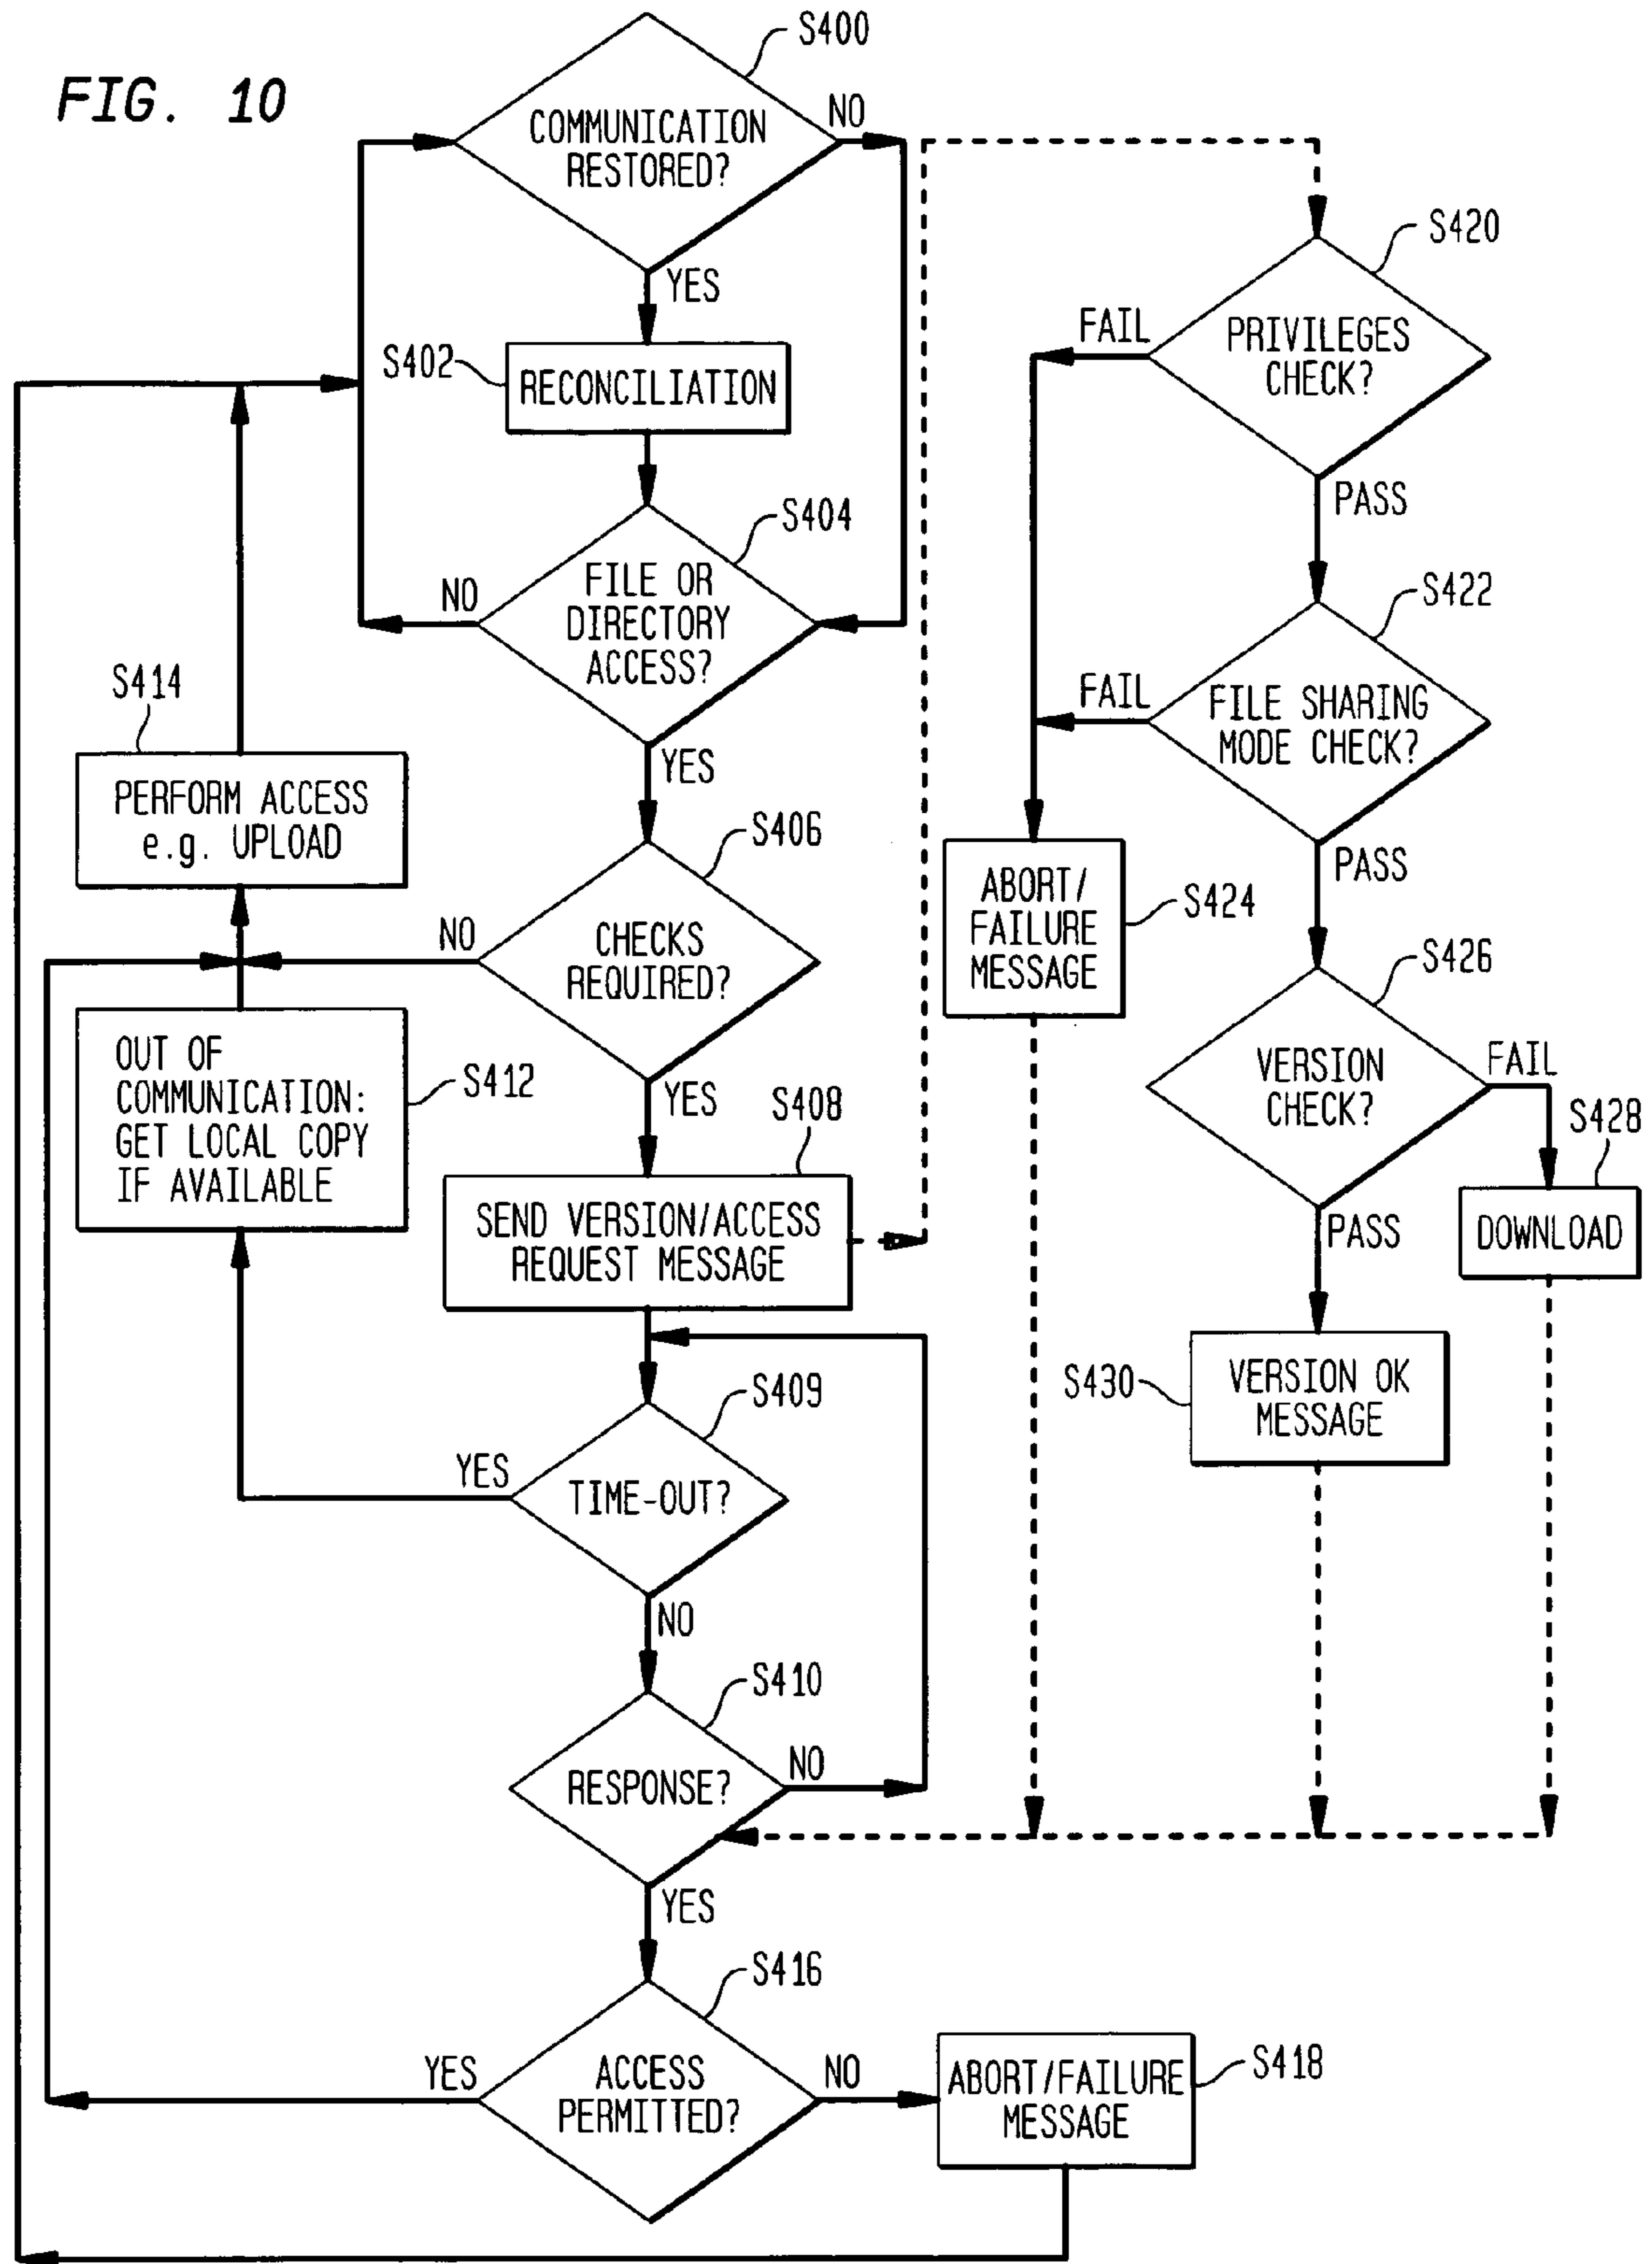 FIG. 10
S400
COMMUNICATION
RESTORED?
NO
YES
S402
RECONCILIATION
S404
FILE OR
DIRECTORY
ACCESS?
NO
YES
S414
PERFORM ACCESS
e.g. UPLOAD
S406
CHECKS
REQUIRED?
NO
YES
OUT OF
COMMUNICATION:
GET LOCAL COPY
IF AVAILABLE
S412
S408
SEND VERSION/ACCESS
REQUEST MESSAGE
S409
TIME-OUT?
YES
NO
S410
RESPONSE?
NO
YES
S416
ACCESS
PERMITTED?
YES
NO
ABORT/FAILURE
MESSAGE
S418
S420
PRIVILEGES
CHECK?
FAIL
PASS
S422
FILE SHARING
MODE CHECK?
FAIL
PASS
ABORT/
FAILURE
MESSAGE
S424
S426
VERSION
CHECK?
FAIL
PASS
S428
DOWNLOAD
S430
VERSION OK
MESSAGE